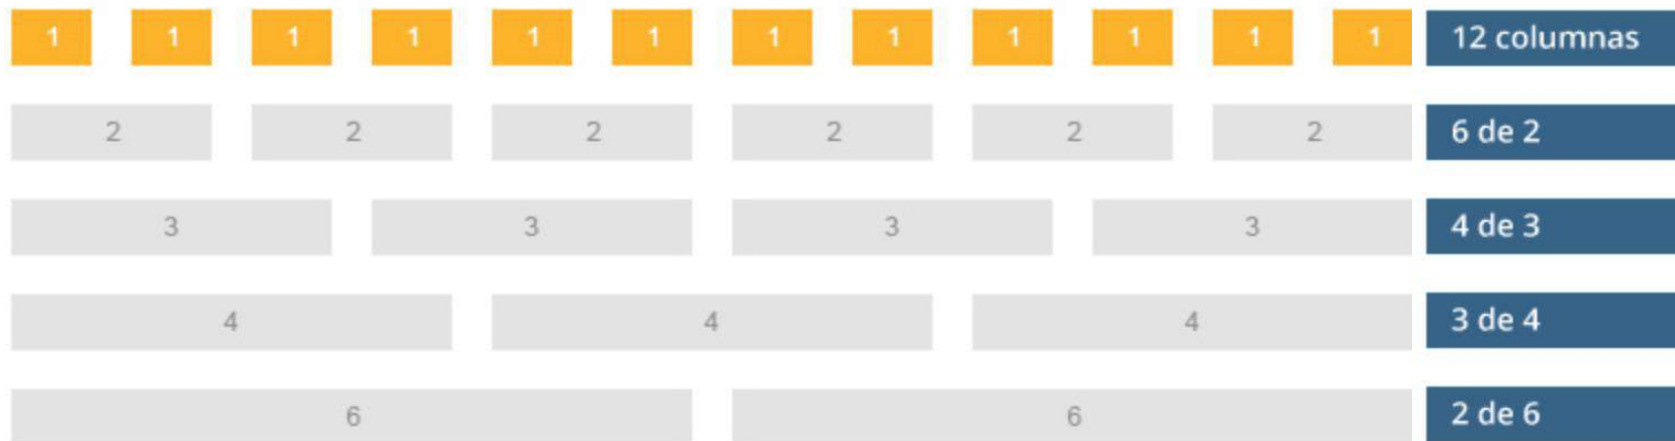 1 1 1 1 1 1 1 1 1 1 1 1 12 columnas
2 2 2 2 2 2 6 de 2
3 3 3 3 4 de 3
4 4 4 3 de 4
6 6 2 de 6